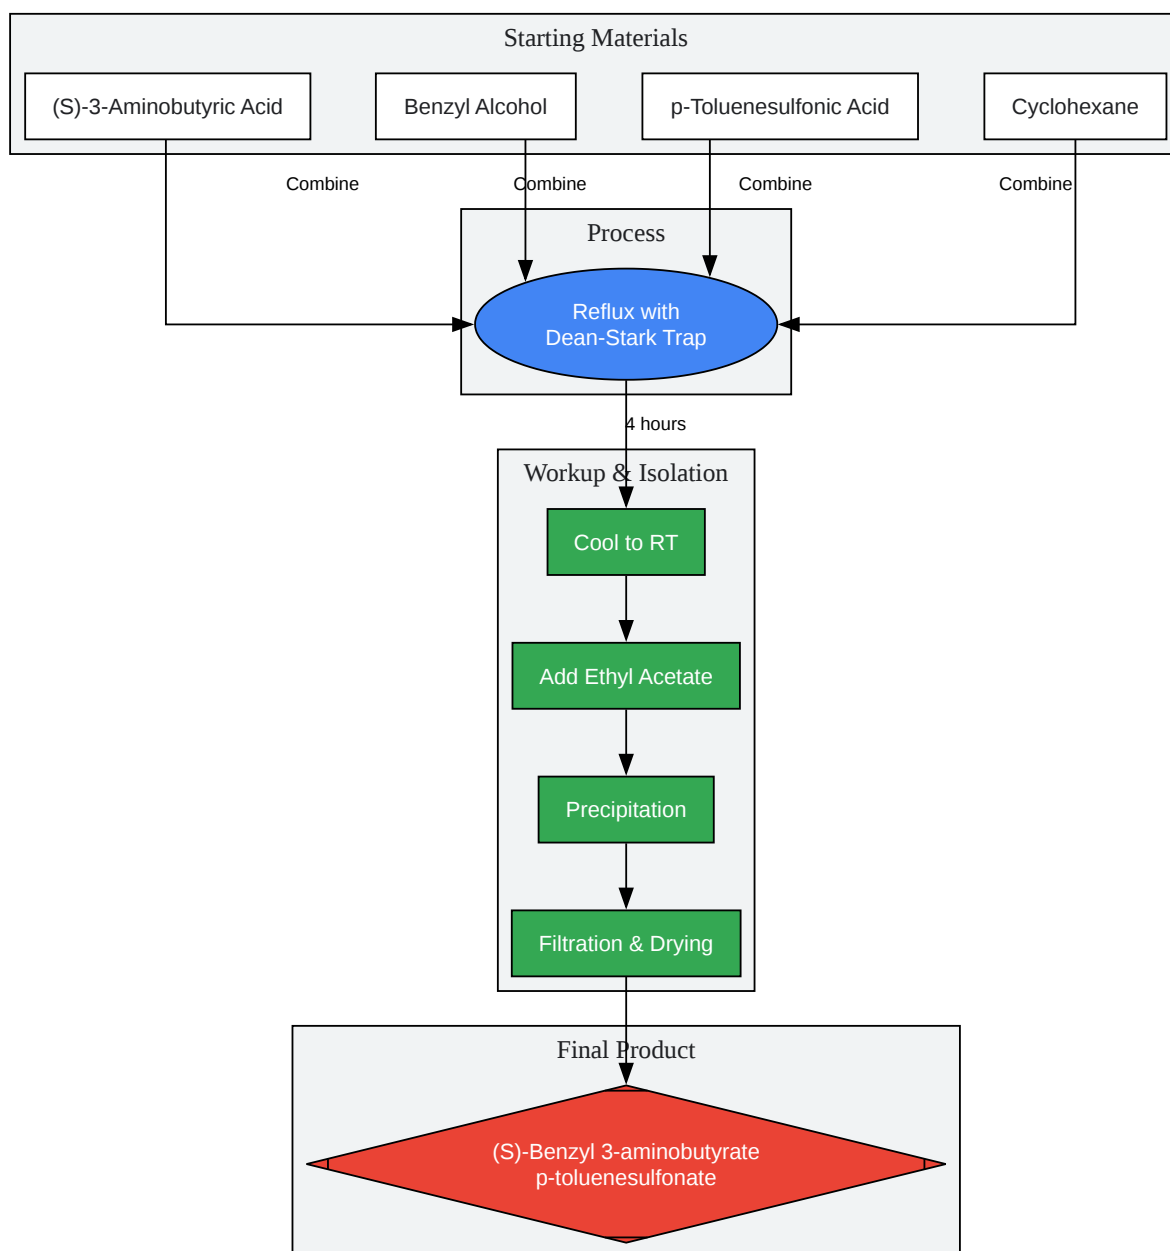 Starting Materials
(S)-3-Aminobutyric Acid
Benzyl Alcohol
p-Toluenesulfonic Acid
Cyclohexane
Combine
Combine
Combine
Combine
Process
Reflux with
Dean-Stark Trap
4 hours
Workup & Isolation
Cool to RT
Add Ethyl Acetate
Precipitation
Filtration & Drying
Final Product
(S)-Benzyl 3-aminobutyrate
p-toluenesulfonate